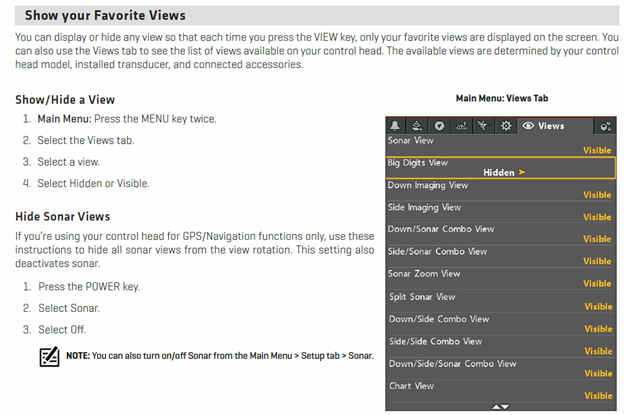 Show your Favorite Views
You can display or hide any view so that each time you press the VIEW key, only your favorite views are displayed on the screen. You
can also use the Views tab to see the list of views available on your control head. The available views are determined by your control
head model, installed transducer, and connected accessories.
Show/Hide a View
1. Main Menu: Press the MENU key twice.
2. Select the Views tab.
3. Select a view.
4. Select Hidden or Visible.
Hide Sonar Views
If you're using your control head for GPS/Navigation functions only, use these
instructions to hide all sonar views from the view rotation. This setting also
deactivates sonar.
1. Press the POWER key.
2. Select Sonar.
3. Select Off.
NOTE: You can also turn on/off Sonar from the Main Menu > Setup tab > Sonar.
Main Menu: Views Tab
Views
Sonar View
Visible
Big Digits View
Hidden
Down Imaging View
Visible
Side Imaging View
Visible
Down/Sonar Combo View
Visible
Side/Sonar Combo View
Visible
Sonar Zoom View
Visible
Split Sonar View
Visible
Down/Side Combo View
Visible
Side/Side Combo View
Visible
Down/Side/Sonar Combo View
Visible
Chart View
Visible